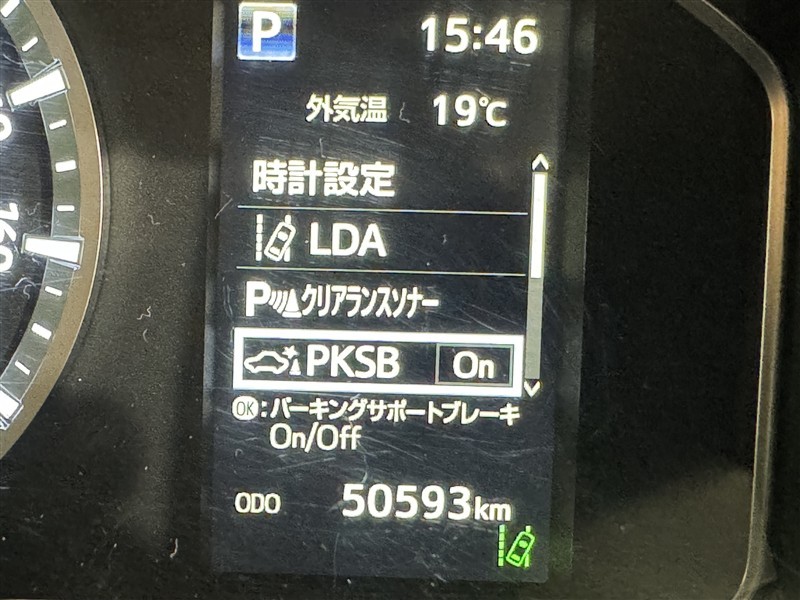 P 15:46
外気温 19℃
時計設定
LDA
P クリアランスソナー
PKSB On
OK:パーキングサポートブレーキ
On/Off
ODO 50593km
160